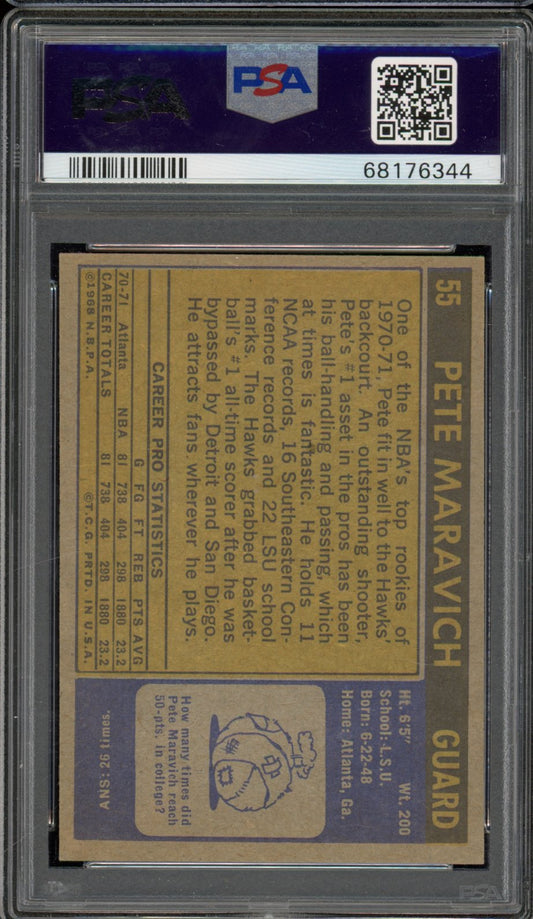 PSA
PSA
68176344
55 PETE MARAVICH GUARD
One of the NBA's top rookies of
1970-71, Pete fit in well to the Hawks'
backcourt. An outstanding shooter,
Pete's #1 asset in the pros has been
his ball-handling and passing, which
at times is fantastic. He holds 11
NCAA records, 16 Southeastern Con-
ference records and 22 LSU school
marks. The Hawks grabbed basket-
ball's #1 all-time scorer after he was
bypassed by Detroit and San Diego.
He attracts fans wherever he plays.
CAREER PRO STATISTICS
G FG FT REB PTS AVG
70-71 Atlanta NBA 81 738 404 298 1880 23.2
CAREER TOTALS 81 738 404 298 1880 23.2
©1968 N.B.P.A. ©T.C.G. PRTD. IN U.S.A.
Ht. 6'5" Wt. 200
School: L.S.U.
Born: 6-22-48
Home: Atlanta, Ga.
How many times did
Pete Maravich reach
50-pts. in college?
ANS: 26 times.
PSA